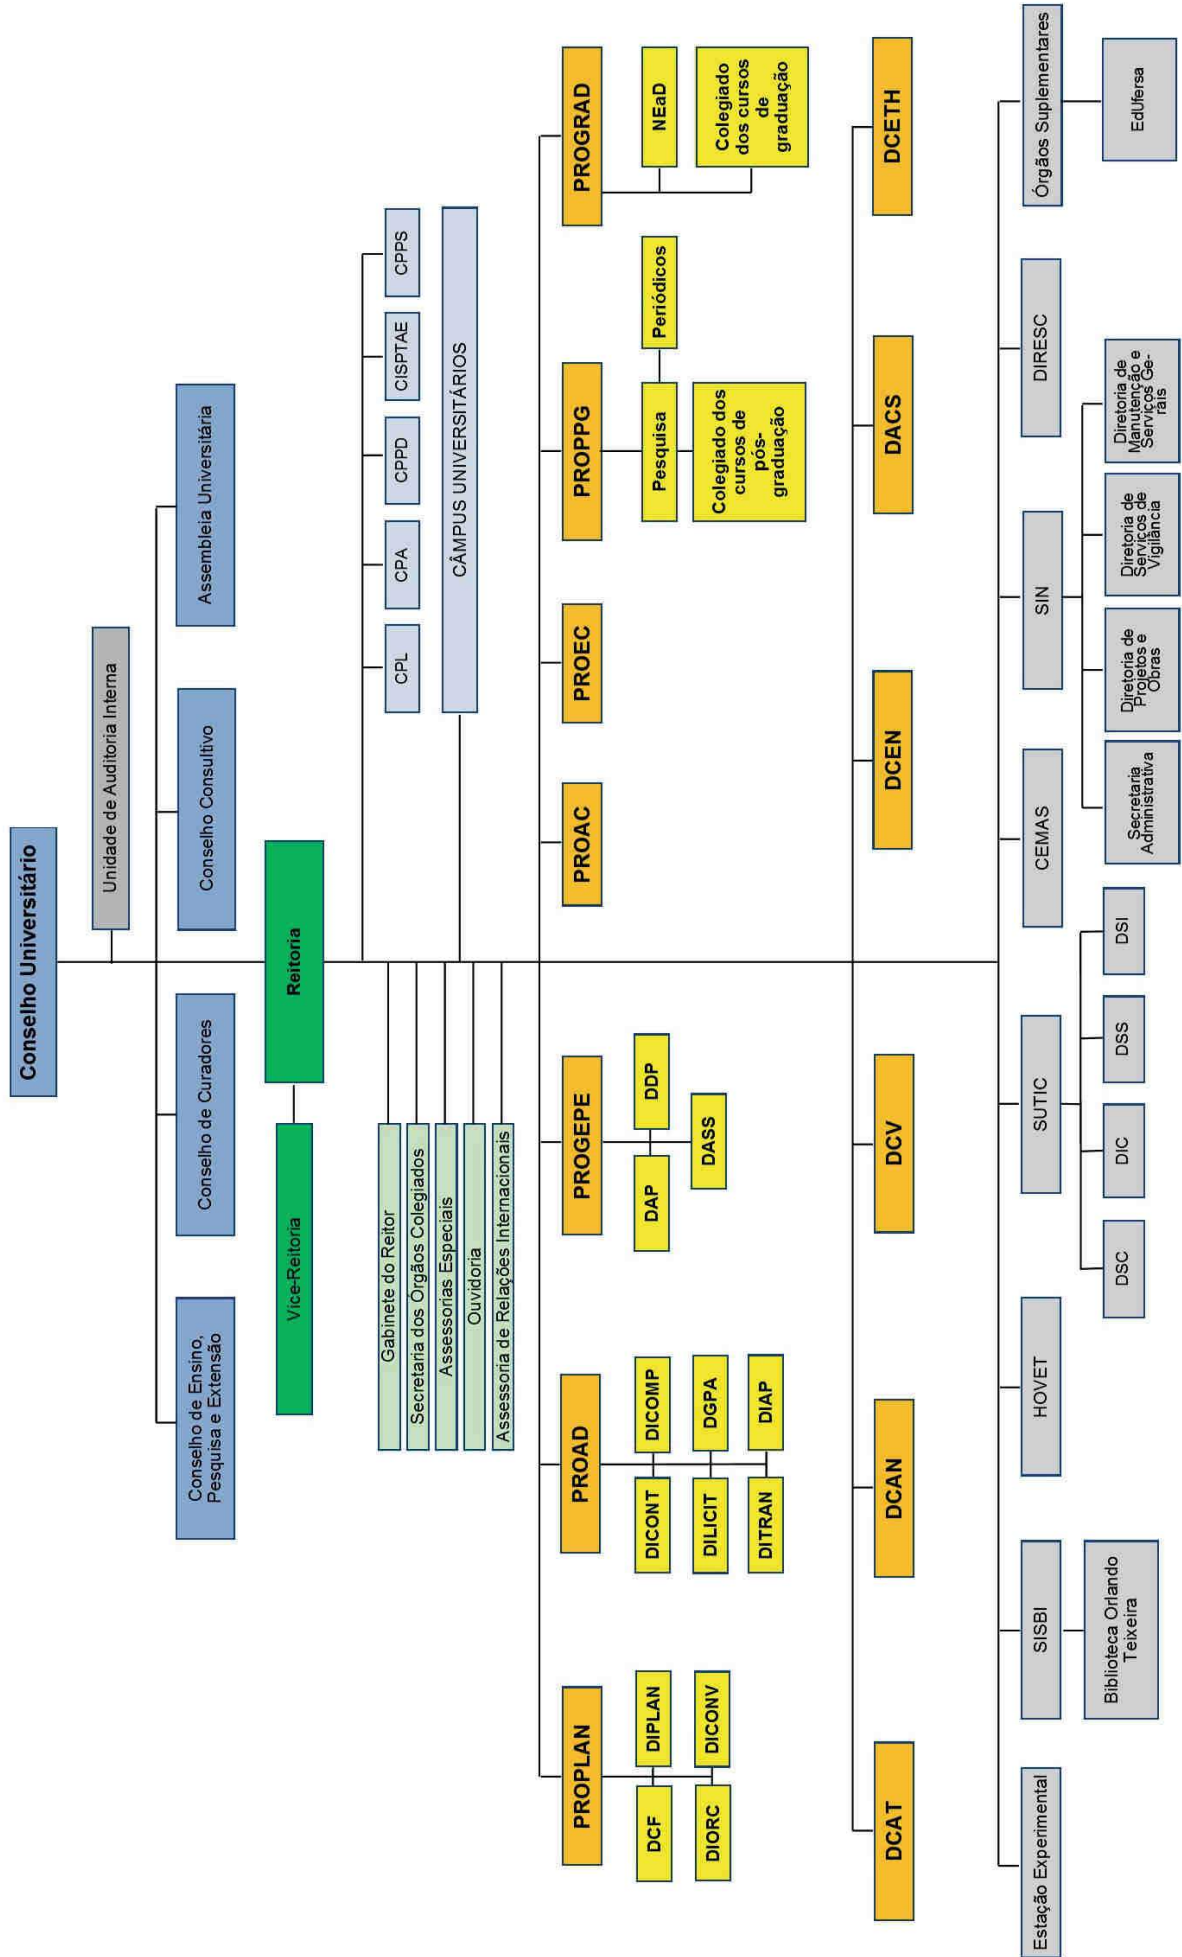 Conselho Universitário
Unidade de Auditoria Interna
Conselho de Ensino,
Pesquisa e Extensão
Conselho de Curadores
Conselho Consultivo
Assembleia Universitária
Vice-Reitoria
Reitoria
Gabinete do Reitor
Secretaria dos Órgãos Colegiados
Assessorias Especiais
Ouvidoria
Assessoria de Relações Internacionais
CPL
CPA
CPPD
CISPTAE
CPPS
CÂMPUS UNIVERSITÁRIOS
PROPLAN
PROAD
PROGEPE
PROAC
PROEC
PROPPG
PROGRAD
DCF
DIPLAN
DIORC
DICONV
DICONT
DICOMP
DILICIT
DGPA
DITRAN
DIAP
DAP
DDP
DASS
Pesquisa
Periódicos
Colegiado dos
cursos de
pós-
graduação
NEaD
Colegiado
dos cursos
de
graduação
DCAT
DCAN
DCV
DCEN
DACS
DCETH
Estação Experimental
SISBI
HOVET
SUTIC
CEMAS
SIN
DIRESC
Órgãos Suplementares
Biblioteca Orlando
Teixeira
DSC
DIC
DSS
DSI
Secretaria
Administrativa
Diretoria de
Projetos e
Obras
Diretoria de
Serviços de
Vigilância
Diretoria de
Manutenção e
Serviços Ge-
rais
EdUfersa